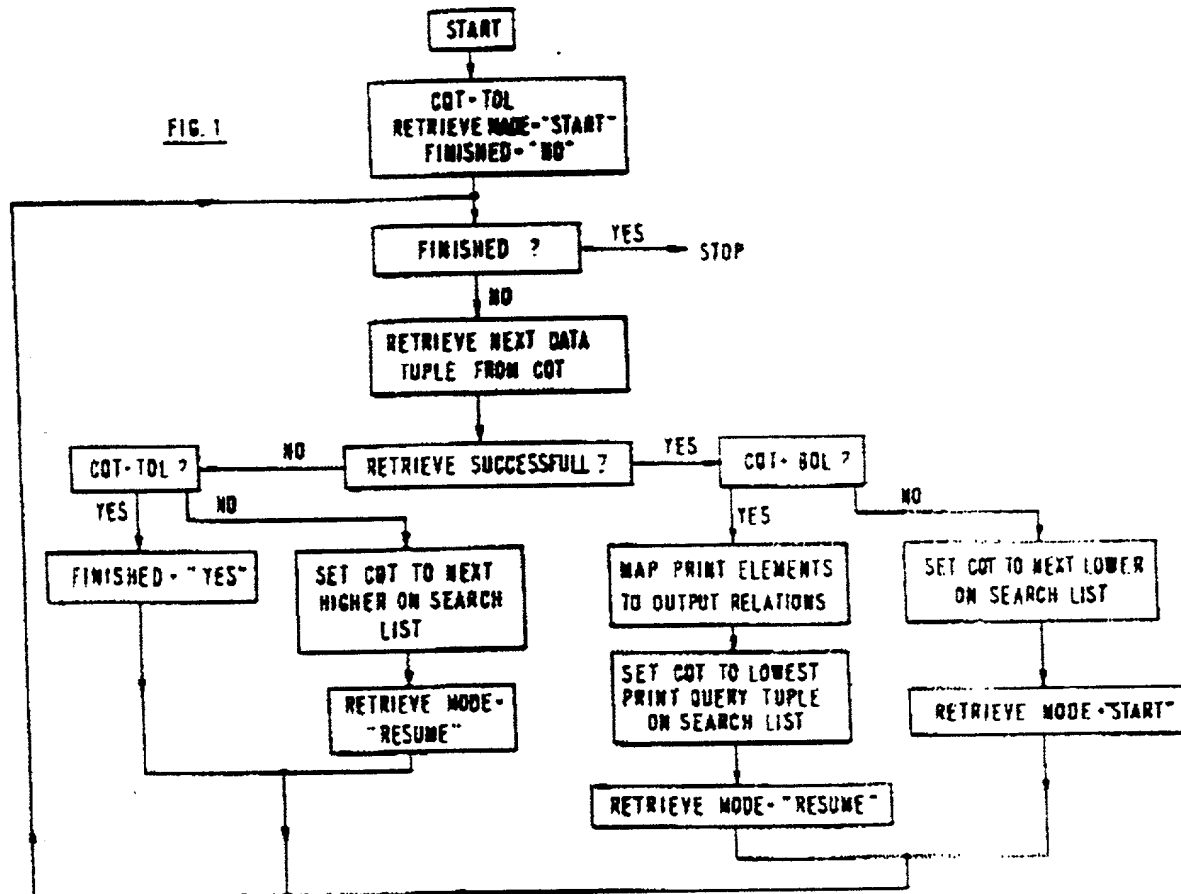 START
FIG. 1
CQT-TOL
RETRIEVE MODE-"START"
FINISHED-"NO"
FINISHED ?
YES
STOP
NO
RETRIEVE NEXT DATA
TUPLE FROM CQT
CQT-TOL ?
NO
RETRIEVE SUCCESSFULL ?
YES
CQT- BOL ?
YES
NO
YES
NO
FINISHED - "YES"
SET CQT TO NEXT
HIGHER ON SEARCH
LIST
MAP PRINT ELEMENTS
TO OUTPUT RELATIONS
SET CQT TO NEXT LOWER
ON SEARCH LIST
RETRIEVE MODE-
"RESUME"
SET CQT TO LOWEST
PRINT QUERY TUPLE
ON SEARCH LIST
RETRIEVE MODE-"START"
RETRIEVE MODE-"RESUME"